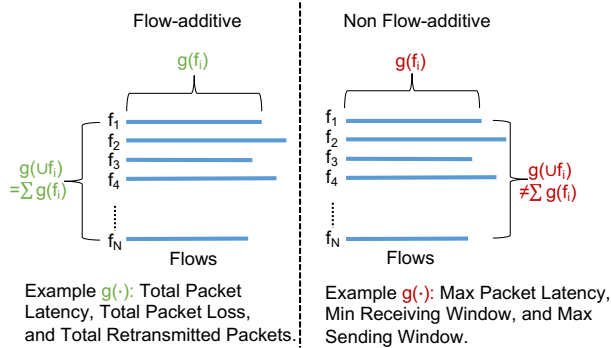 Flow-additive
g(fi)
f1
f2
f3
f4
fN
g(∪fi)
=∑ g(fi)
Flows
Example g(·): Total Packet
Latency, Total Packet Loss,
and Total Retransmitted Packets.
Non Flow-additive
g(fi)
f1
f2
f3
f4
fN
g(∪fi)
≠∑ g(fi)
Flows
Example g(·): Max Packet Latency,
Min Receiving Window, and Max
Sending Window.